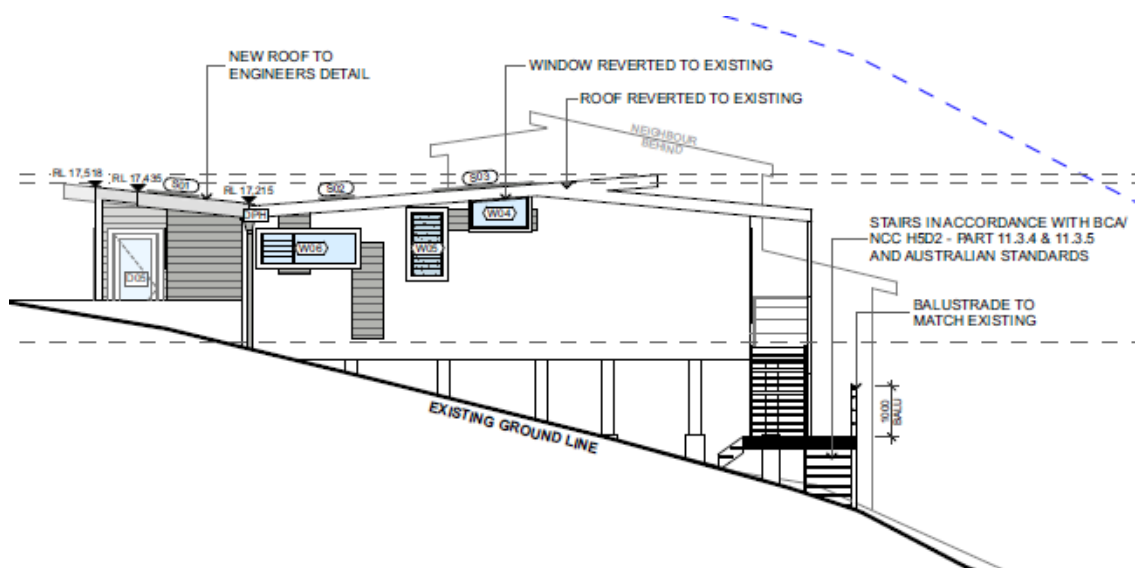 NEW ROOF TO
ENGINEERS DETAIL
WINDOW REVERTED TO EXISTING
ROOF REVERTED TO EXISTING
NEIGHBOUR
BEHIND
RL 17,518
RL 17,435
S01
RL 17,215
S02
S03
DPH
W04
W05
W06
D05
STAIRS IN ACCORDANCE WITH BCA/
NCC H5D2 - PART 11.3.4 & 11.3.5
AND AUSTRALIAN STANDARDS
BALUSTRADE TO
MATCH EXISTING
1000
BALU
EXISTING GROUND LINE